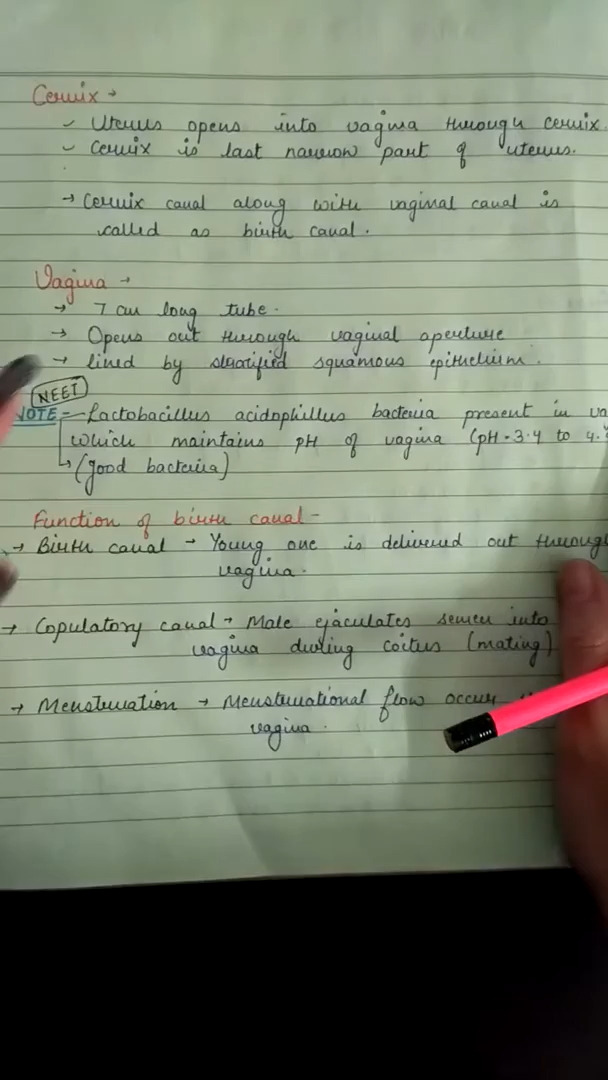 Cervix →
✓ Uterus opens into vagina through cervix.
✓ Cervix is last narrow part of uterus.
→ Cervix canal along with vaginal canal is
called as birth canal.
Vagina →
→ 7 cm long tube.
→ Opens out through vaginal aperture
→ lined by stratified squamous epithelium.
NEET
NOTE - Lactobacillus acidophillus bacteria present in va
which maintains pH of vagina (pH - 3.4 to 4.
→ (good bacteria)
Function of birth canal -
→ Birth canal → Young one is delivered out through
vagina.
→ Copulatory canal → Male ejaculates semen into
vagina during coitus (mating)
→ Menstruation → Menstruational flow occur
vagina.